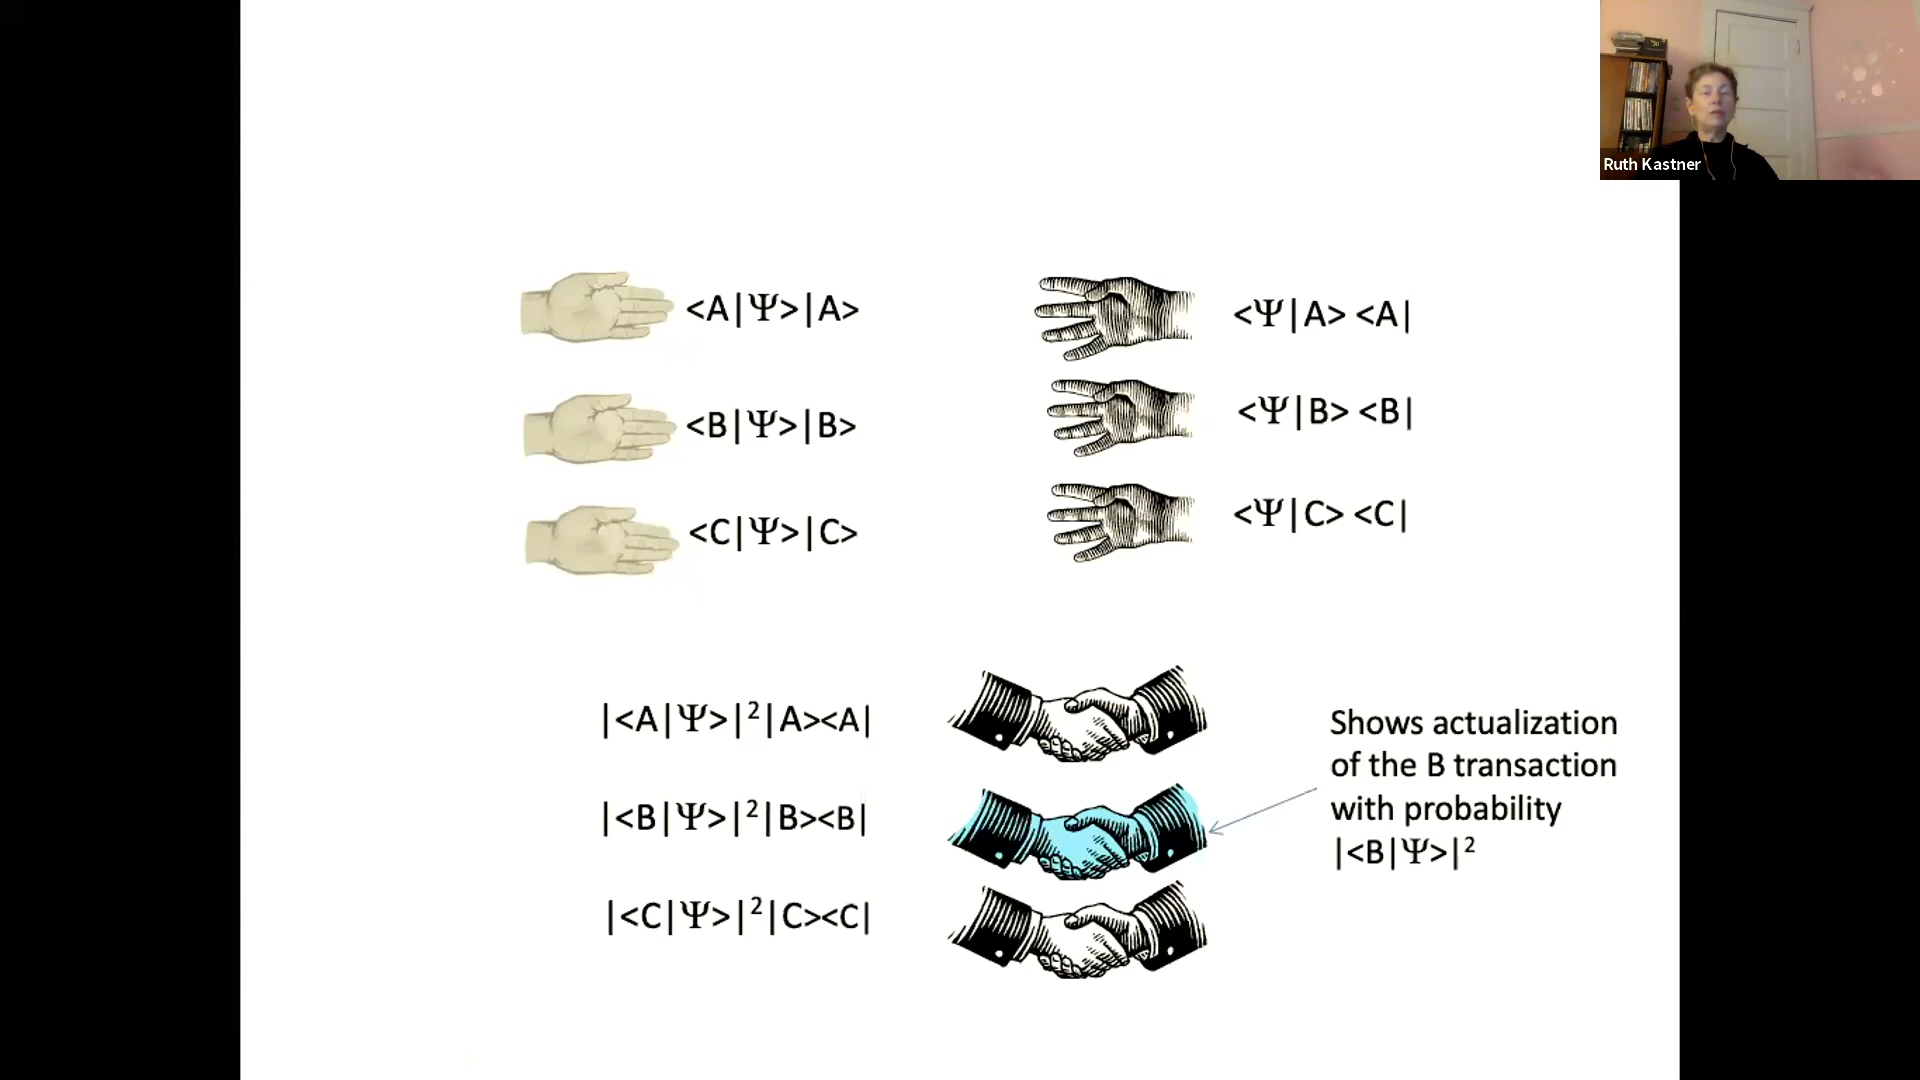 Ruth Kastner
<A|Ψ>|A>
<Ψ|A> <A|
<B|Ψ>|B>
<Ψ|B> <B|
<C|Ψ>|C>
<Ψ|C> <C|
|<A|Ψ>|²|A><A|
|<B|Ψ>|²|B><B|
|<C|Ψ>|²|C><C|
Shows actualization
of the B transaction
with probability
|<B|Ψ>|²